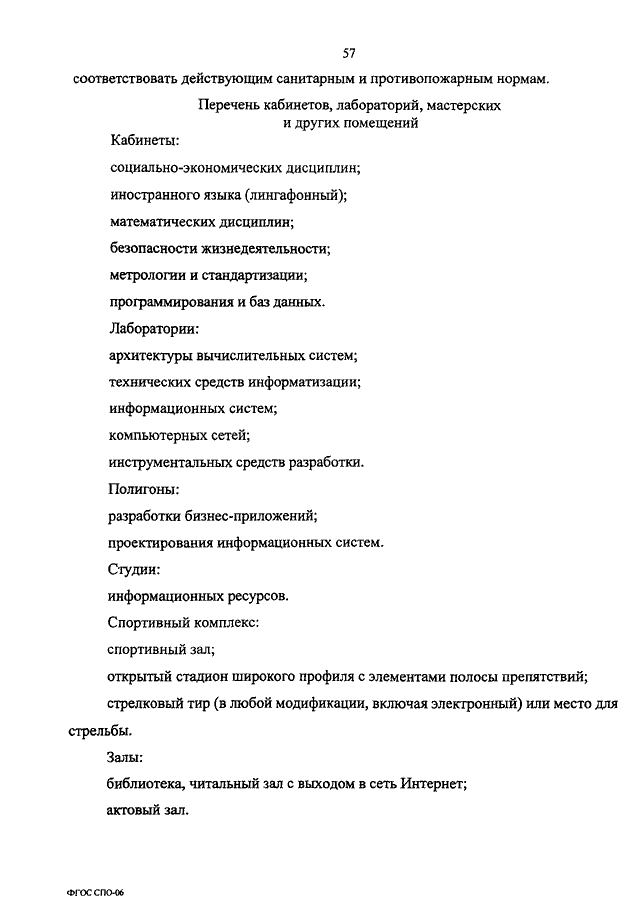 57
соответствовать действующим санитарным и противопожарным нормам.
Перечень кабинетов, лабораторий, мастерских
и других помещений
Кабинеты:
социально-экономических дисциплин;
иностранного языка (лингафонный);
математических дисциплин;
безопасности жизнедеятельности;
метрологии и стандартизации;
программирования и баз данных.
Лаборатории:
архитектуры вычислительных систем;
технических средств информатизации;
информационных систем;
компьютерных сетей;
инструментальных средств разработки.
Полигоны:
разработки бизнес-приложений;
проектирования информационных систем.
Студии:
информационных ресурсов.
Спортивный комплекс:
спортивный зал;
открытый стадион широкого профиля с элементами полосы препятствий;
стрелковый тир (в любой модификации, включая электронный) или место для
стрельбы.
Залы:
библиотека, читальный зал с выходом в сеть Интернет;
актовый зал.
ФГОС СПО-06